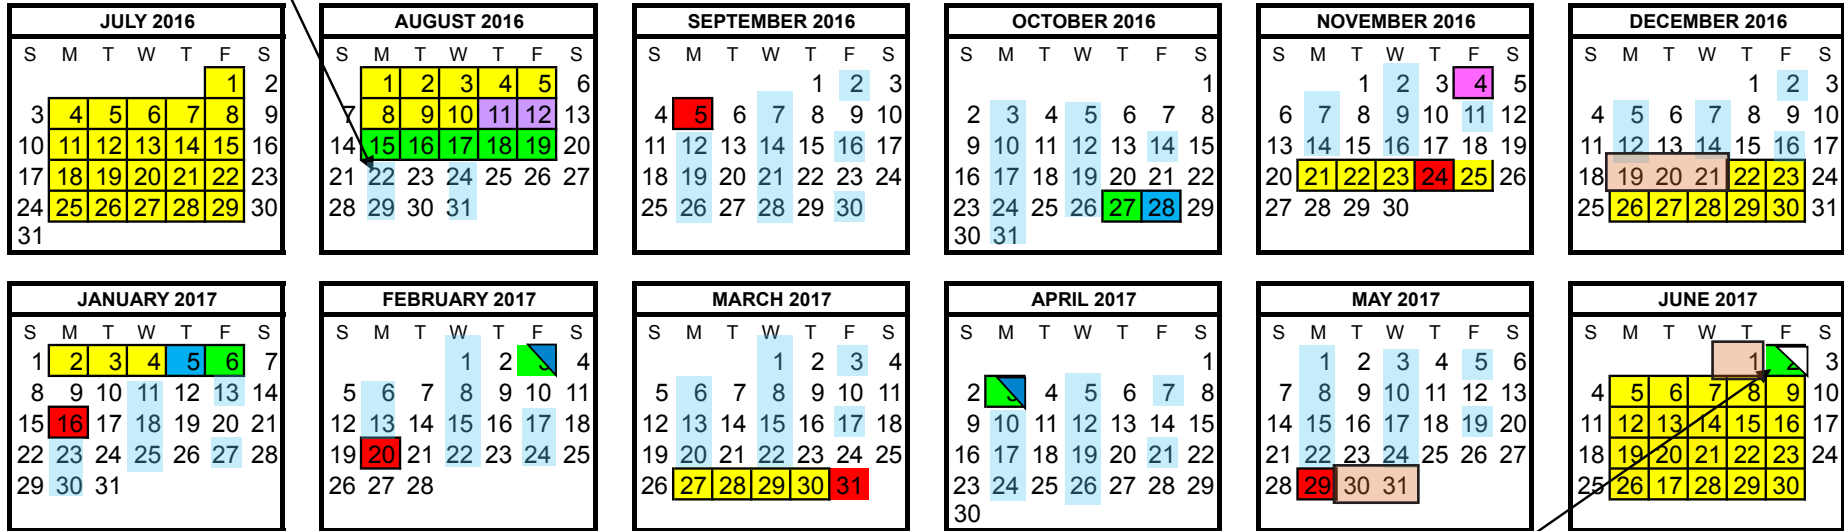 JULY 2016
S M T W T F S
1 2
3 4 5 6 7 8 9
10 11 12 13 14 15 16
17 18 19 20 21 22 23
24 25 26 27 28 29 30
31
AUGUST 2016
S M T W T F S
1 2 3 4 5 6
7 8 9 10 11 12 13
14 15 16 17 18 19 20
21 22 23 24 25 26 27
28 29 30 31
SEPTEMBER 2016
S M T W T F S
1 2 3
4 5 6 7 8 9 10
11 12 13 14 15 16 17
18 19 20 21 22 23 24
25 26 27 28 29 30
OCTOBER 2016
S M T W T F S
1
2 3 4 5 6 7 8
9 10 11 12 13 14 15
16 17 18 19 20 21 22
23 24 25 26 27 28 29
30 31
NOVEMBER 2016
S M T W T F S
1 2 3 4 5
6 7 8 9 10 11 12
13 14 15 16 17 18 19
20 21 22 23 24 25 26
27 28 29 30
DECEMBER 2016
S M T W T F S
1 2 3
4 5 6 7 8 9 10
11 12 13 14 15 16 17
18 19 20 21 22 23 24
25 26 27 28 29 30 31
JANUARY 2017
S M T W T F S
1 2 3 4 5 6 7
8 9 10 11 12 13 14
15 16 17 18 19 20 21
22 23 24 25 26 27 28
29 30 31
FEBRUARY 2017
S M T W T F S
1 2 3 4
5 6 7 8 9 10 11
12 13 14 15 16 17 18
19 20 21 22 23 24 25
26 27 28
MARCH 2017
S M T W T F S
1 2 3 4
5 6 7 8 9 10 11
12 13 14 15 16 17 18
19 20 21 22 23 24 25
26 27 28 29 30 31
APRIL 2017
S M T W T F S
1
2 3 4 5 6 7 8
9 10 11 12 13 14 15
16 17 18 19 20 21 22
23 24 25 26 27 28 29
30
MAY 2017
S M T W T F S
1 2 3 4 5 6
7 8 9 10 11 12 13
14 15 16 17 18 19 20
21 22 23 24 25 26 27
28 29 30 31
JUNE 2017
S M T W T F S
1 2 3
4 5 6 7 8 9 10
11 12 13 14 15 16 17
18 19 20 21 22 23 24
25 26 17 28 29 30